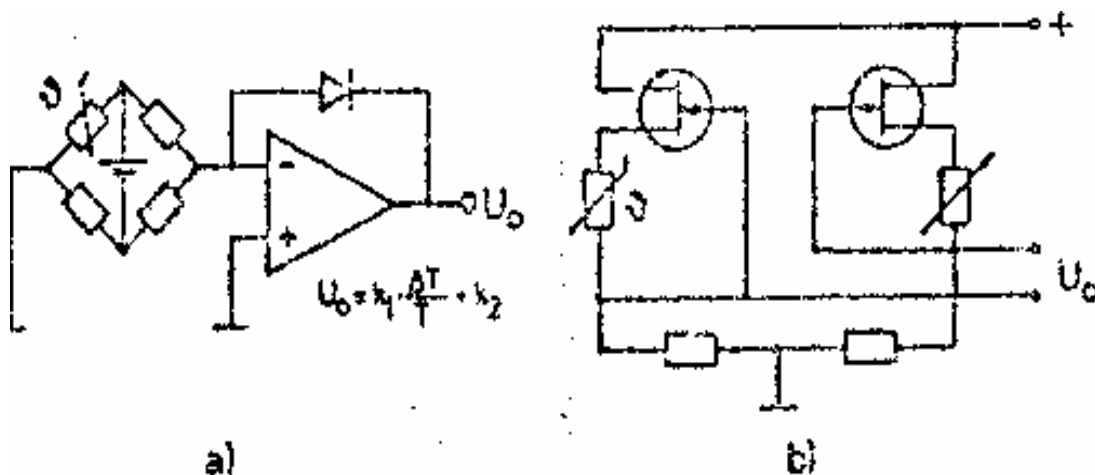 ϑ
+
-
+
U₀
U₀ = k₁ · ΔT/T + k₂
ϑ
U₀
a)
b)